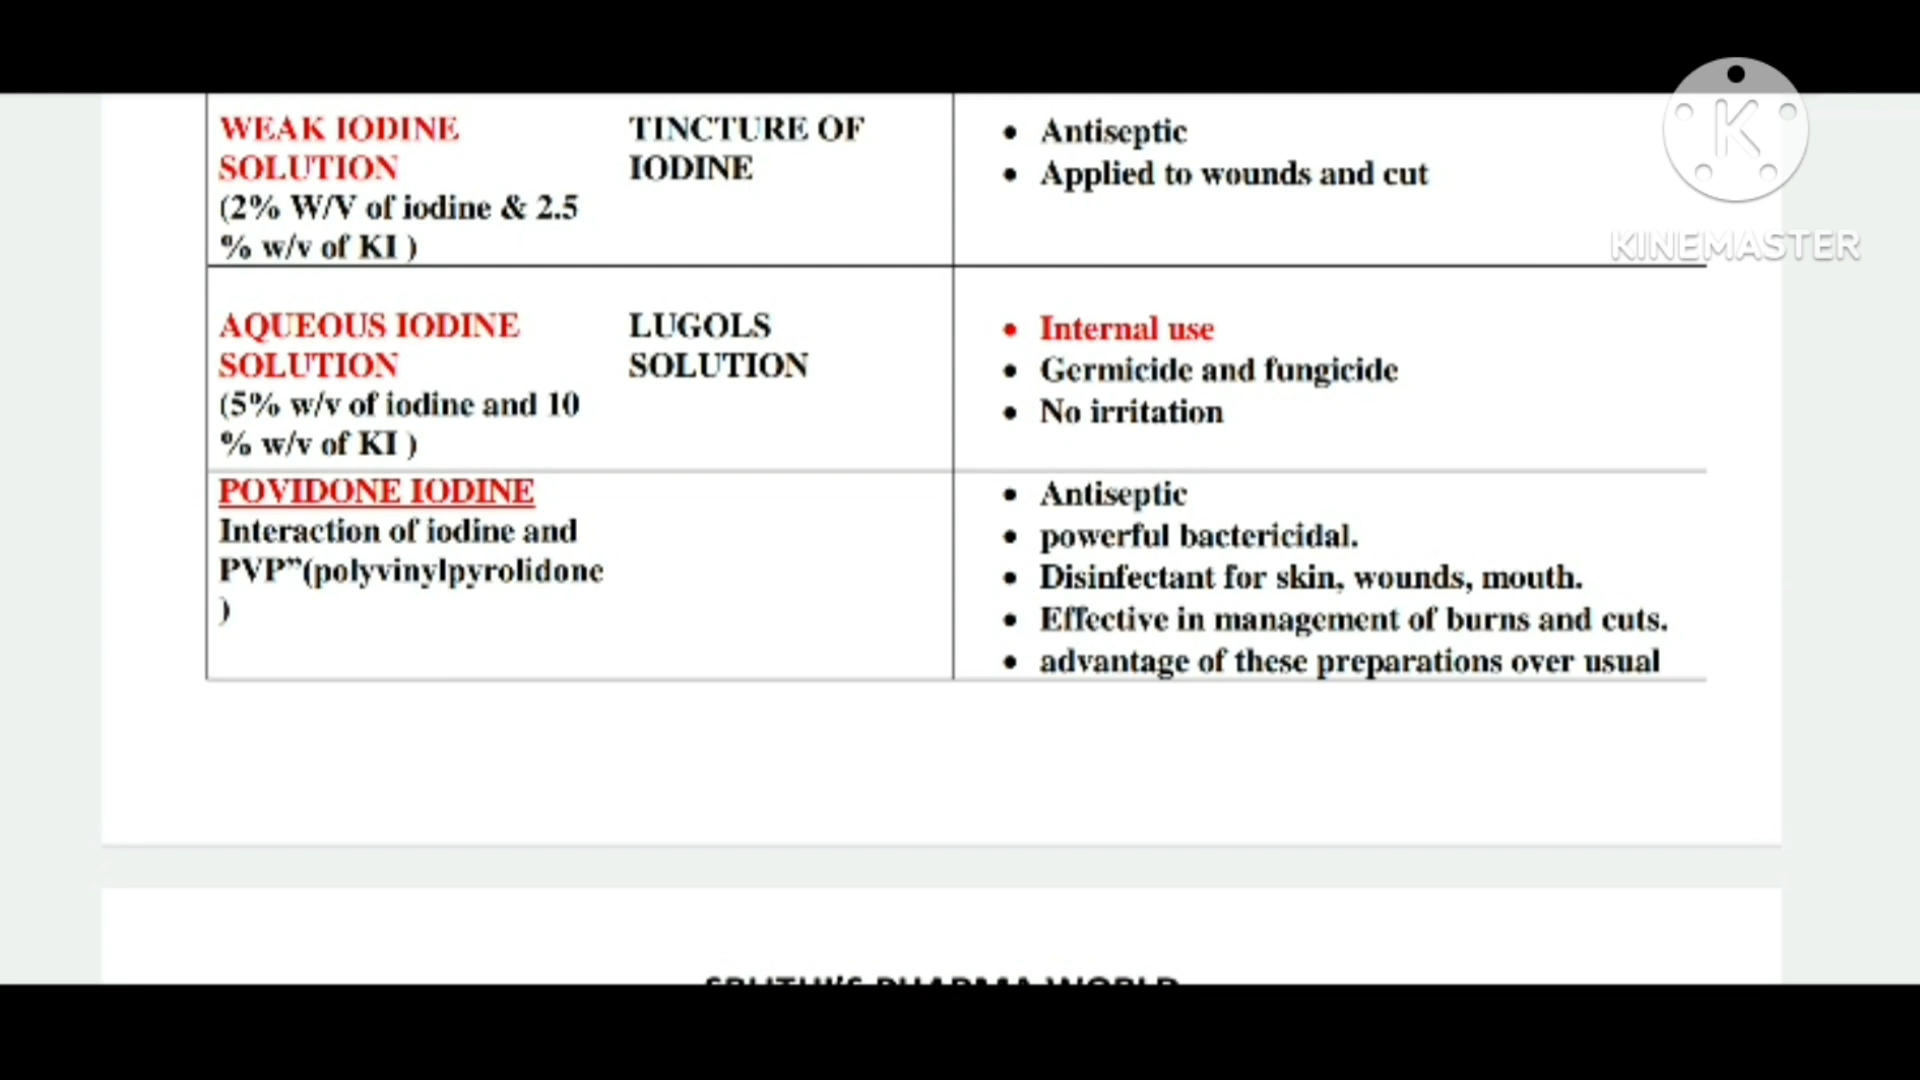 WEAK IODINE
SOLUTION
(2% W/V of iodine & 2.5
% w/v of KI )
TINCTURE OF
IODINE
• Antiseptic
• Applied to wounds and cut
K
KINEMASTER
AQUEOUS IODINE
SOLUTION
(5% w/v of iodine and 10
% w/v of KI )
LUGOLS
SOLUTION
• Internal use
• Germicide and fungicide
• No irritation
POVIDONE IODINE
Interaction of iodine and
PVP”(polyvinylpyrolidone
)
• Antiseptic
• powerful bactericidal.
• Disinfectant for skin, wounds, mouth.
• Effective in management of burns and cuts.
• advantage of these preparations over usual
PHARMA WORLD